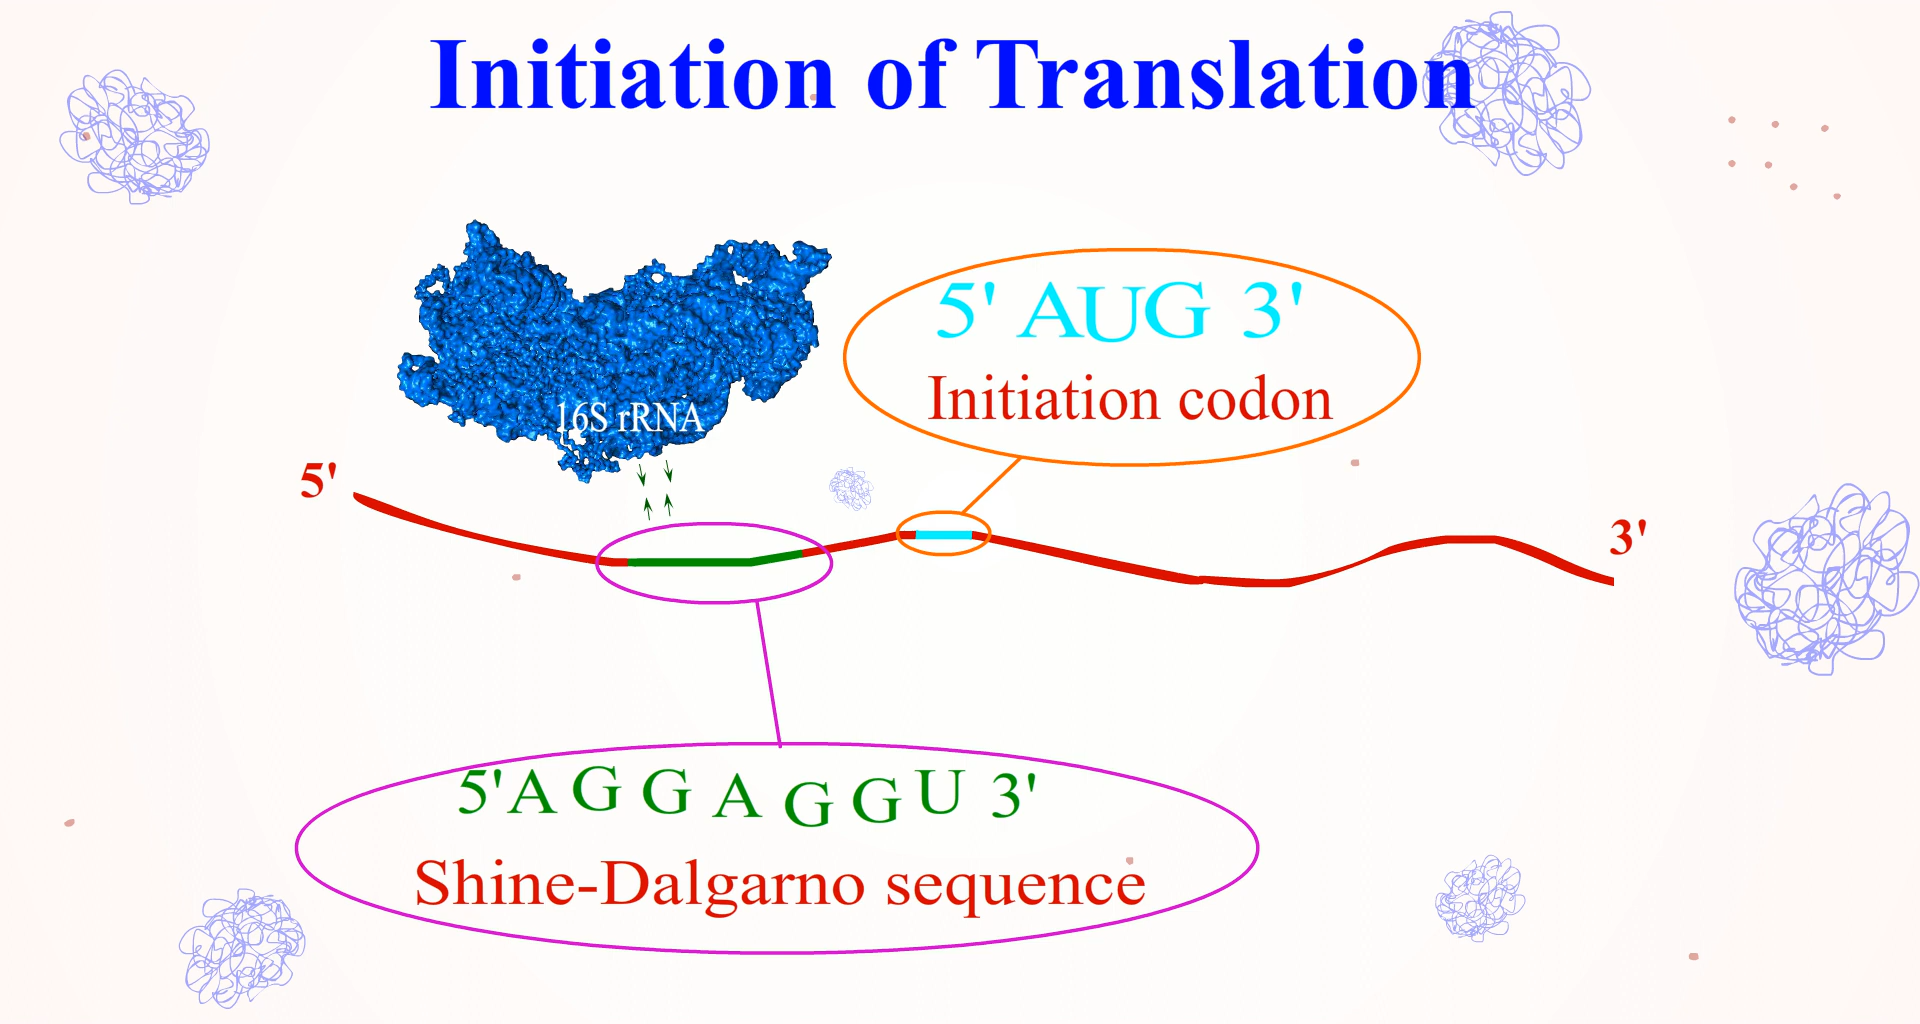 Initiation of Translation
5' AUG 3'
Initiation codon
16S rRNA
5'
3'
5'A G G A G G U 3'
Shine-Dalgarno sequence